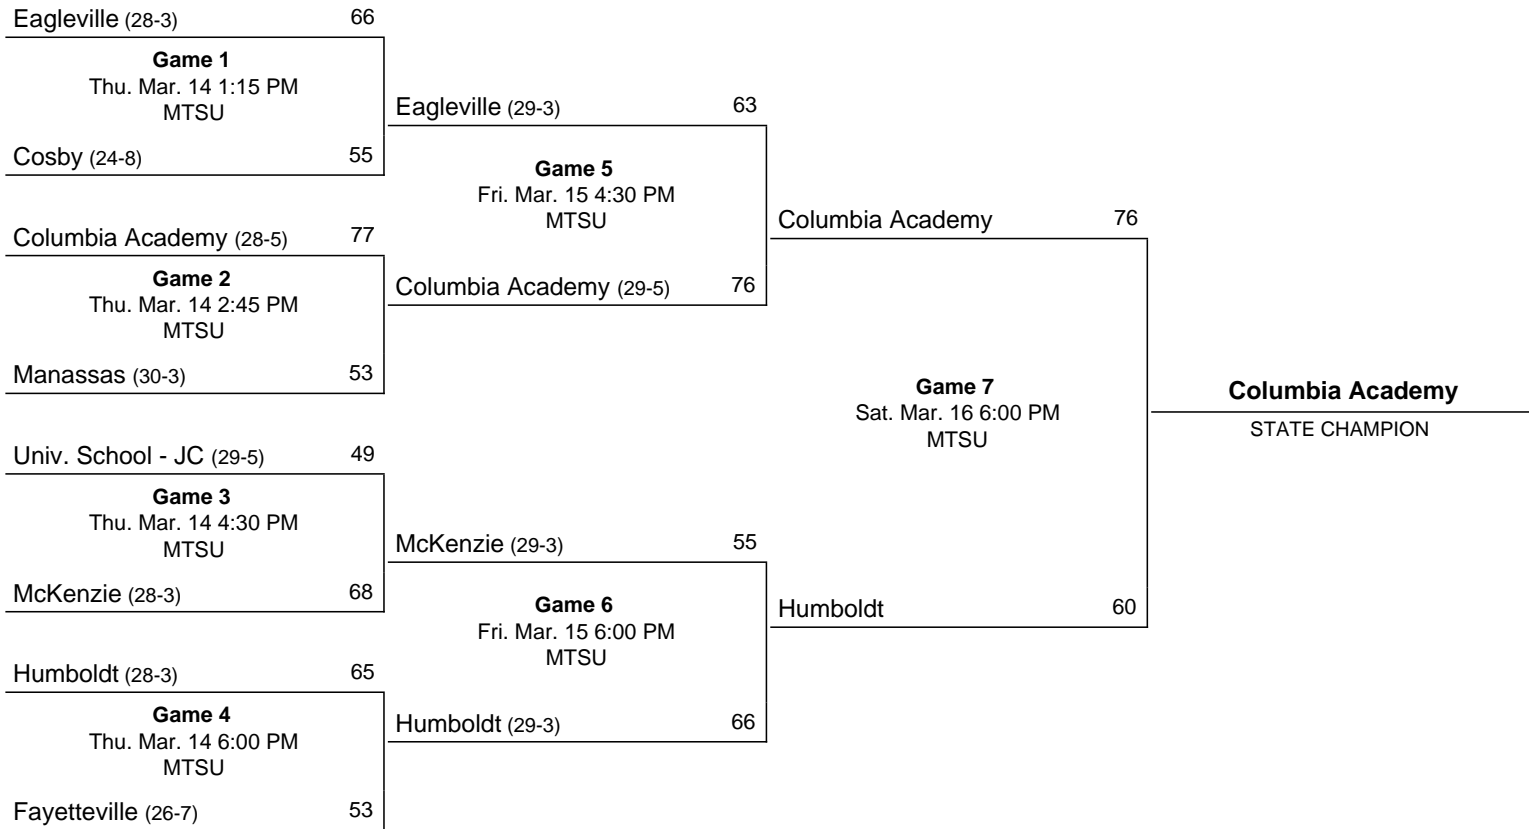 Eagleville (28-3) 66
Game 1
Thu. Mar. 14 1:15 PM
MTSU
Cosby (24-8) 55
Columbia Academy (28-5) 77
Game 2
Thu. Mar. 14 2:45 PM
MTSU
Manassas (30-3) 53
Univ. School - JC (29-5) 49
Game 3
Thu. Mar. 14 4:30 PM
MTSU
McKenzie (28-3) 68
Humboldt (28-3) 65
Game 4
Thu. Mar. 14 6:00 PM
MTSU
Fayetteville (26-7) 53
Eagleville (29-3) 63
Game 5
Fri. Mar. 15 4:30 PM
MTSU
Columbia Academy (29-5) 76
McKenzie (29-3) 55
Game 6
Fri. Mar. 15 6:00 PM
MTSU
Humboldt (29-3) 66
Columbia Academy 76
Game 7
Sat. Mar. 16 6:00 PM
MTSU
Humboldt 60
Columbia Academy
STATE CHAMPION